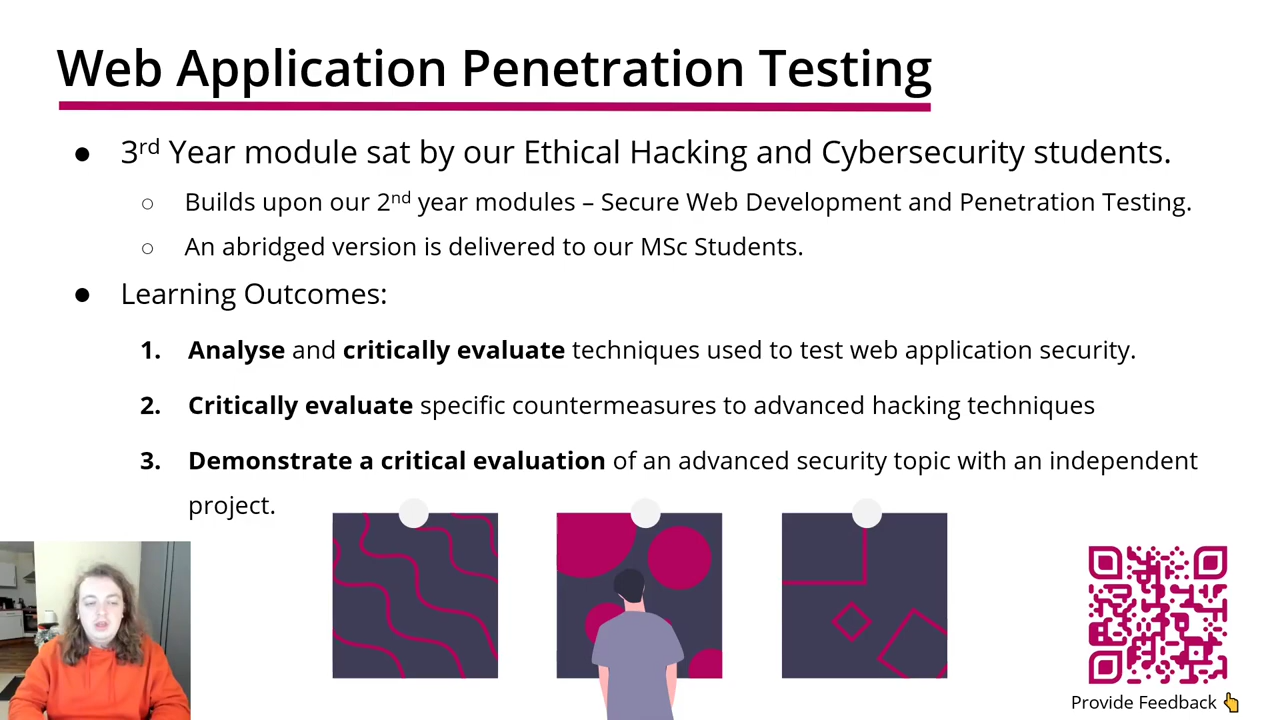 Web Application Penetration Testing
● 3rd Year module sat by our Ethical Hacking and Cybersecurity students.
○ Builds upon our 2nd year modules – Secure Web Development and Penetration Testing.
○ An abridged version is delivered to our MSc Students.
● Learning Outcomes:
1. Analyse and critically evaluate techniques used to test web application security.
2. Critically evaluate specific countermeasures to advanced hacking techniques
3. Demonstrate a critical evaluation of an advanced security topic with an independent
project.
Provide Feedback 👆